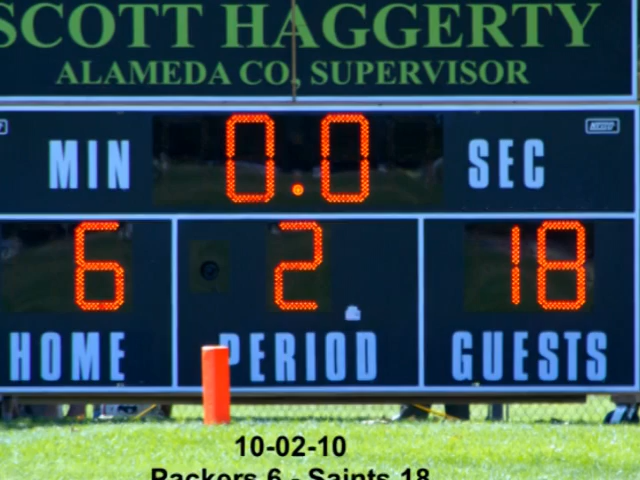 SCOTT HAGGERTY
ALAMEDA CO, SUPERVISOR
MIN 0.0 SEC
6 2 18
HOME PERIOD GUESTS
10-02-10
Packers 6 - Saints 18